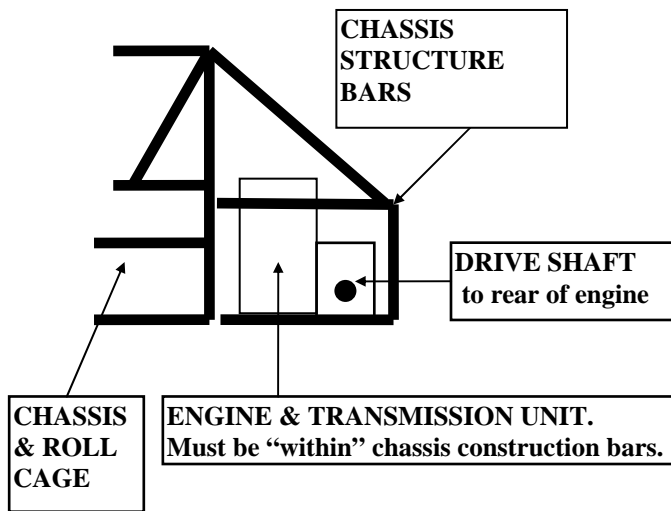 CHASSIS
STRUCTURE
BARS
DRIVE SHAFT
to rear of engine
CHASSIS
& ROLL
CAGE
ENGINE & TRANSMISSION UNIT.
Must be “within” chassis construction bars.